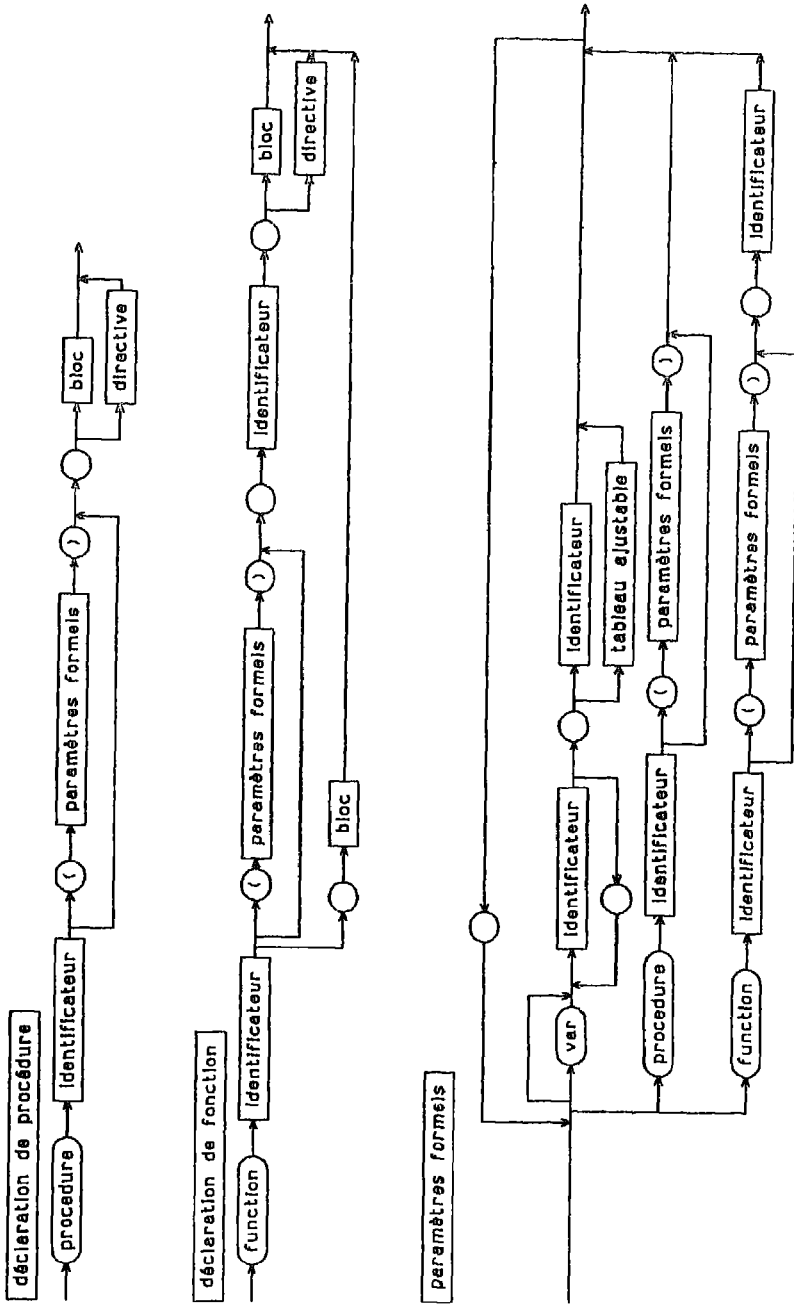 déclaration de procédure
procedure
identificateur
(
paramètres formels
)
bloc
directive
déclaration de fonction
function
identificateur
(
paramètres formels
)
identificateur
bloc
directive
bloc
paramètres formels
var
identificateur
identificateur
tableau ajustable
procedure
identificateur
(
paramètres formels
)
function
identificateur
(
paramètres formels
)
identificateur